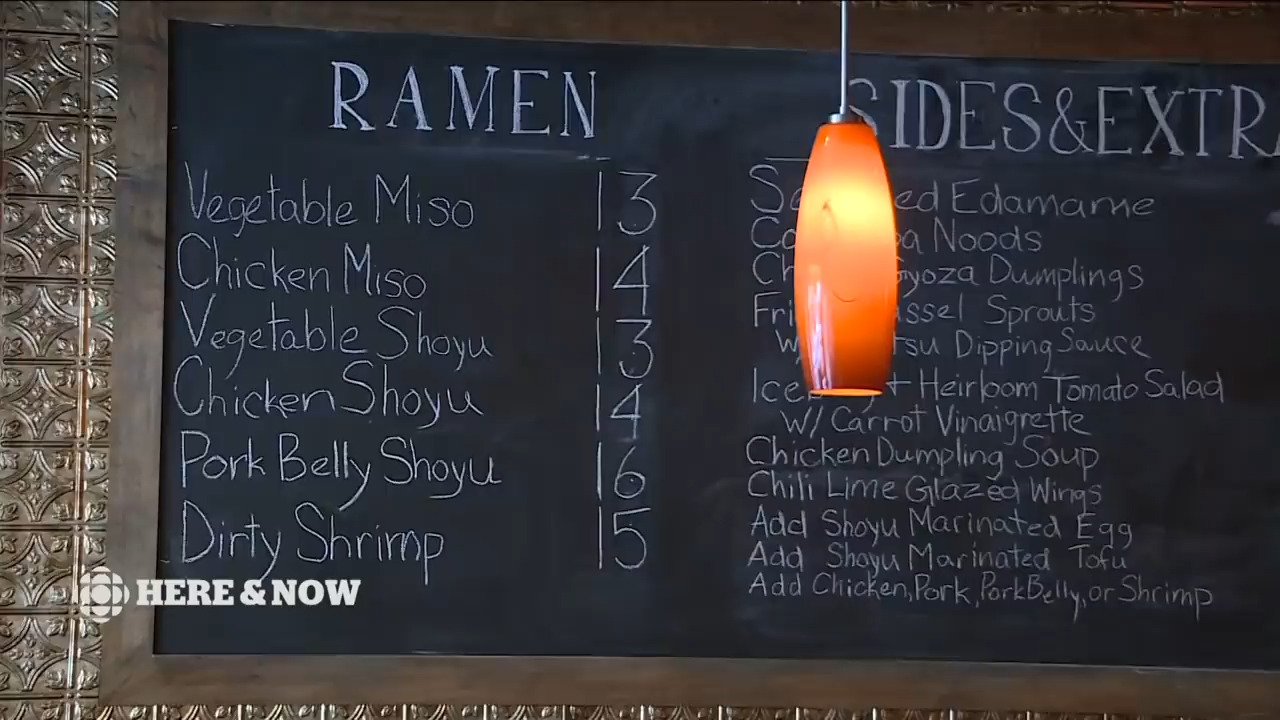 RAMEN
Vegetable Miso 13
Chicken Miso 14
Vegetable Shoyu 13
Chicken Shoyu 14
Pork Belly Shoyu 16
Dirty Shrimp 15
SIDES&EXTR
Edamame
Noods
Dumplings
Sprouts
Dipping Sauce
Heirloom Tomato Salad
W/ Carrot Vinaigrette
Chicken Dumpling Soup
Chili Lime Glazed Wings
Add Shoyu Marinated Egg
Add Shoyu Marinated Tofu
Add Chicken, Pork, Pork Belly, or Shrimp
HERE & NOW